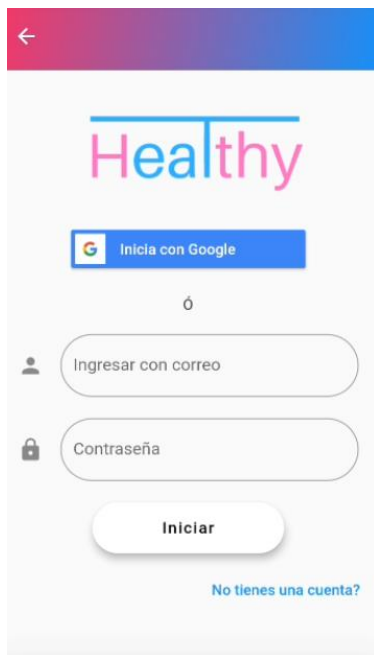 Healthy
Inicia con Google
ó
Ingresar con correo
Contraseña
Iniciar
No tienes una cuenta?